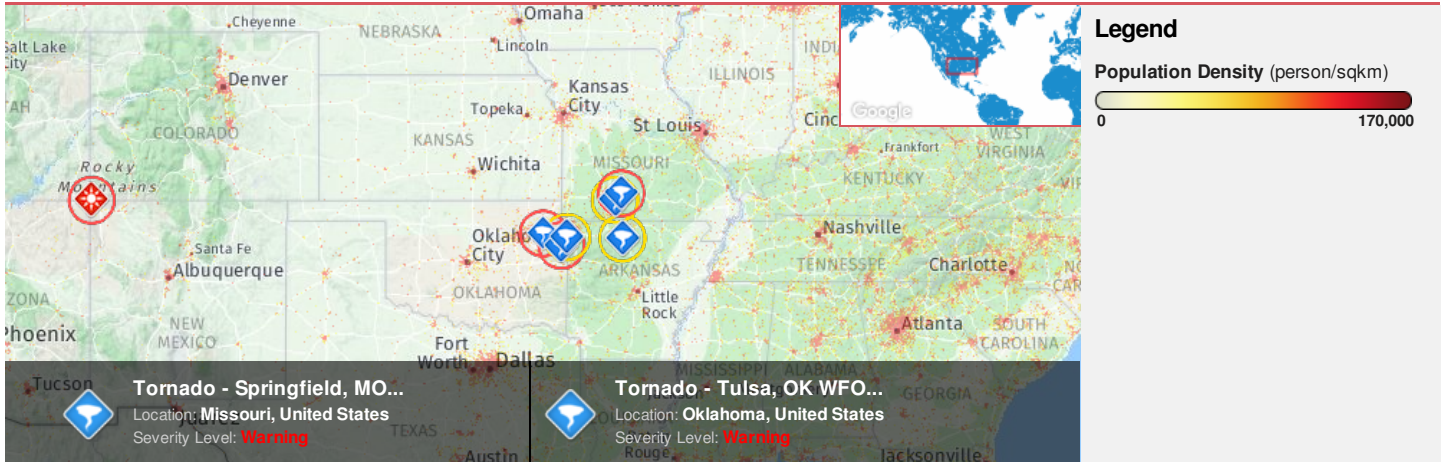 Cheyenne
Omaha
NEBRASKA
Lincoln
Salt Lake
City
Denver
ILLINOIS
Kansas
City
Topeka
St Louis
COLORADO
KANSAS
WEST
VIRGINIA
Frankfort
Rocky
Mountains
Wichita
MISSOURI
KENTUCKY
Santa Fe
Albuquerque
City
ARKANSAS
Nashville
TENNESSEE
Charlotte
OKLAHOMA
Little
Rock
NEW
MEXICO
Phoenix
Atlanta
SOUTH
CAROLINA
Fort
Worth
Dallas
MISSISSIPPI
ALABAMA
Tucson
GEORGIA
TEXAS
Austin
Rouge
Jacksonville
Google
Tornado - Springfield, MO...
Location: Missouri, United States
Severity Level: Warning
Tornado - Tulsa, OK WFO...
Location: Oklahoma, United States
Severity Level: Warning
Legend
Population Density (person/sqkm)
0
170,000